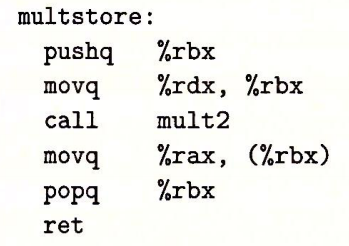 multstore:
pushq %rbx
movq %rdx, %rbx
call mult2
movq %rax, (%rbx)
popq %rbx
ret